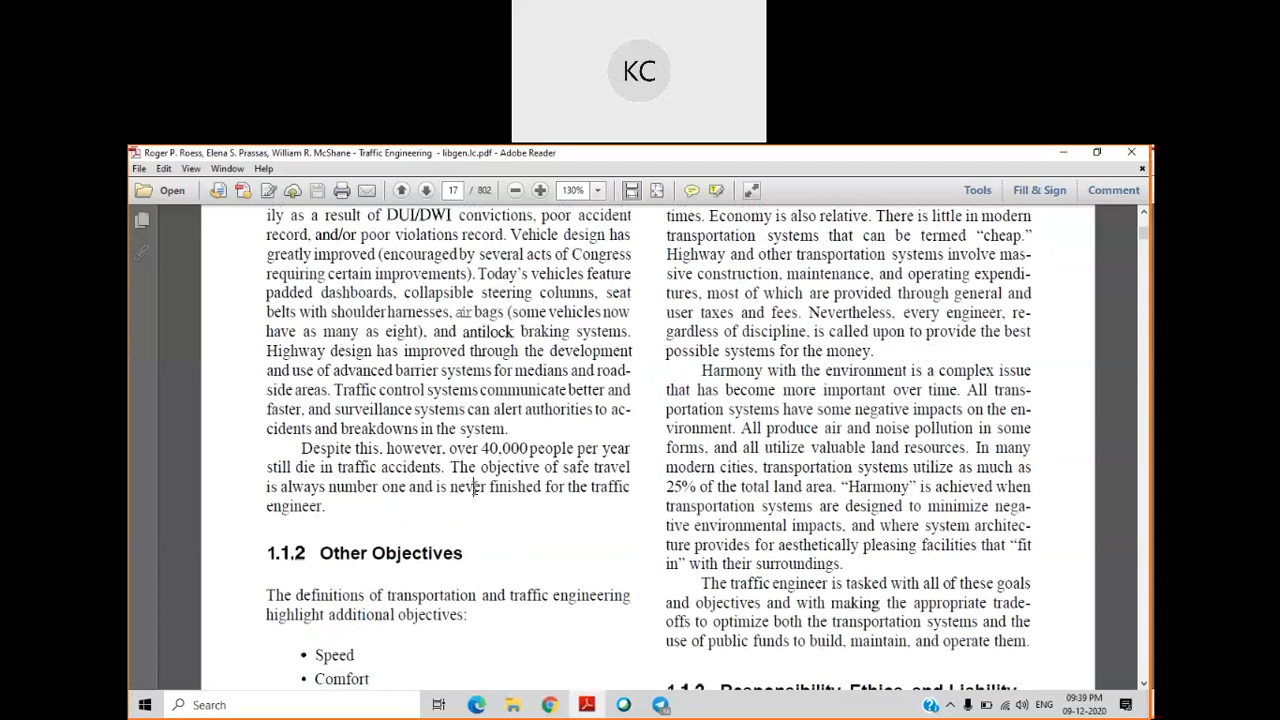 KC
Roger P. Roess, Elena S. Prassas, William R. McShane - Traffic Engineering - libgen.lc.pdf - Adobe Reader
File Edit View Window Help
Open 17 / 802 130% Tools Fill & Sign Comment
ily as a result of DUI/DWI convictions, poor accident
record, and/or poor violations record. Vehicle design has
greatly improved (encouraged by several acts of Congress
requiring certain improvements). Today's vehicles feature
padded dashboards, collapsible steering columns, seat
belts with shoulder harnesses, air bags (some vehicles now
have as many as eight), and antilock braking systems.
Highway design has improved through the development
and use of advanced barrier systems for medians and road-
side areas. Traffic control systems communicate better and
faster, and surveillance systems can alert authorities to ac-
cidents and breakdowns in the system.
Despite this, however, over 40,000 people per year
still die in traffic accidents. The objective of safe travel
is always number one and is never finished for the traffic
engineer.
1.1.2 Other Objectives
The definitions of transportation and traffic engineering
highlight additional objectives:
• Speed
• Comfort
times. Economy is also relative. There is little in modern
transportation systems that can be termed “cheap.”
Highway and other transportation systems involve mas-
sive construction, maintenance, and operating expendi-
tures, most of which are provided through general and
user taxes and fees. Nevertheless, every engineer, re-
gardless of discipline, is called upon to provide the best
possible systems for the money.
Harmony with the environment is a complex issue
that has become more important over time. All trans-
portation systems have some negative impacts on the en-
vironment. All produce air and noise pollution in some
forms, and all utilize valuable land resources. In many
modern cities, transportation systems utilize as much as
25% of the total land area. “Harmony” is achieved when
transportation systems are designed to minimize nega-
tive environmental impacts, and where system architec-
ture provides for aesthetically pleasing facilities that “fit
in” with their surroundings.
The traffic engineer is tasked with all of these goals
and objectives and with making the appropriate trade-
offs to optimize both the transportation systems and the
use of public funds to build, maintain, and operate them.
1.1.3 Responsibility, Ethics, and Liability
Search
ENG
09:39 PM
09-12-2020